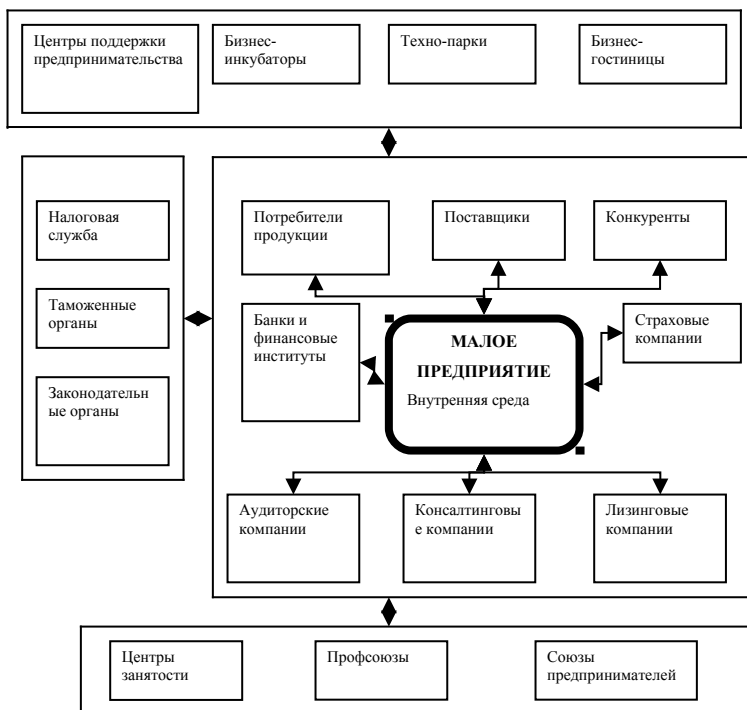 Центры поддержки
предпринимательства
Бизнес-
инкубаторы
Техно-парки
Бизнес-
гостиницы
Налоговая
служба
Таможенные
органы
Законодательн
ые органы
Потребители
продукции
Поставщики
Конкуренты
Банки и
финансовые
институты
МАЛОЕ
ПРЕДПРИЯТИЕ
Внутренняя среда
Страховые
компании
Аудиторские
компании
Консалтинговы
е компании
Лизинговые
компании
Центры
занятости
Профсоюзы
Союзы
предпринимателей